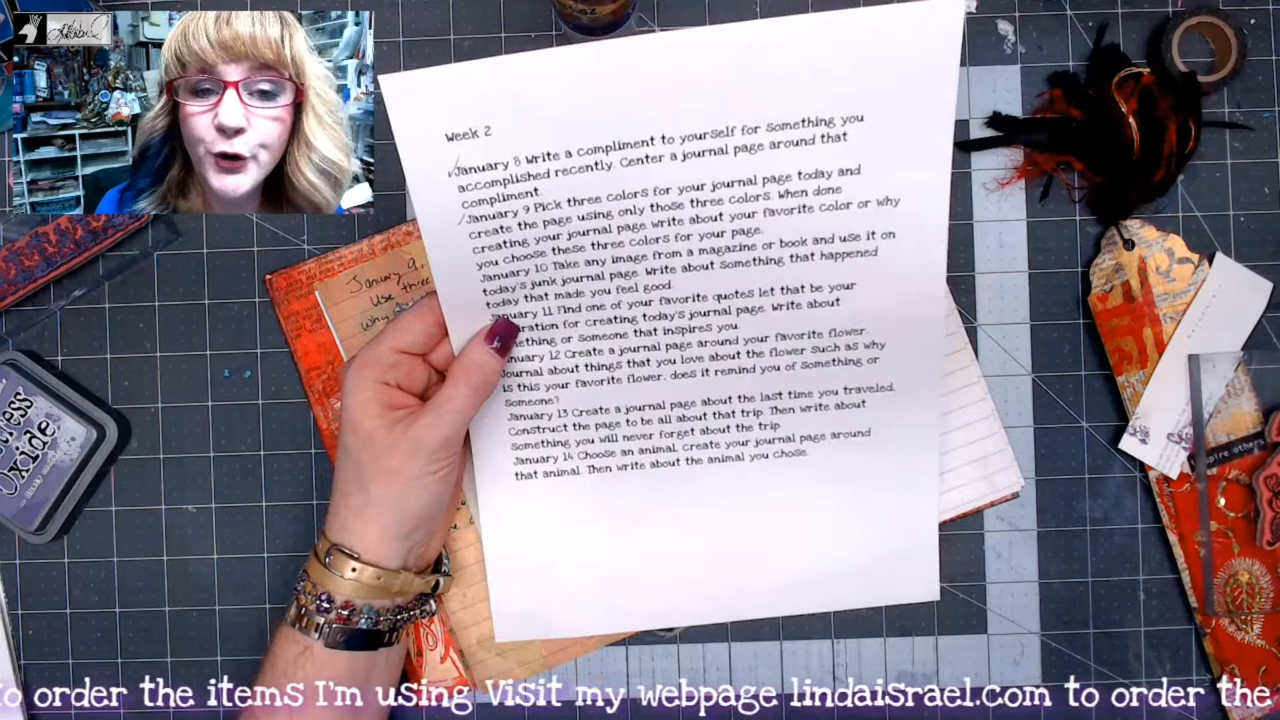 Week 2
January 8 Write a compliment to yourself for something you
accomplished recently. Center a journal page around that
compliment.
January 9 Pick three colors for your journal page today and
create the page using only those three colors. When done
creating your journal page write about your favorite color or why
you choose these three colors for your page.
January 10 Take any image from a magazine or book and use it on
today's junk journal page. Write about something that happened
today that made you feel good.
January 11 Find one of your favorite quotes let that be your
iration for creating today's journal page. Write about
mething or someone that inspires you.
nuary 12 Create a journal page around your favorite flower.
Journal about things that you love about the flower such as why
is this your favorite flower, does it remind you of something or
someone?
January 13 Create a journal page about the last time you traveled.
Construct the page to be all about that trip. Then write about
something you will never forget about the trip
January 14 Choose an animal, create your journal page around
that animal. Then write about the animal you chose.
January 9,
Use three
why
Oxide
inspire others
to order the items I'm using Visit my webpage lindaisrael.com to order the